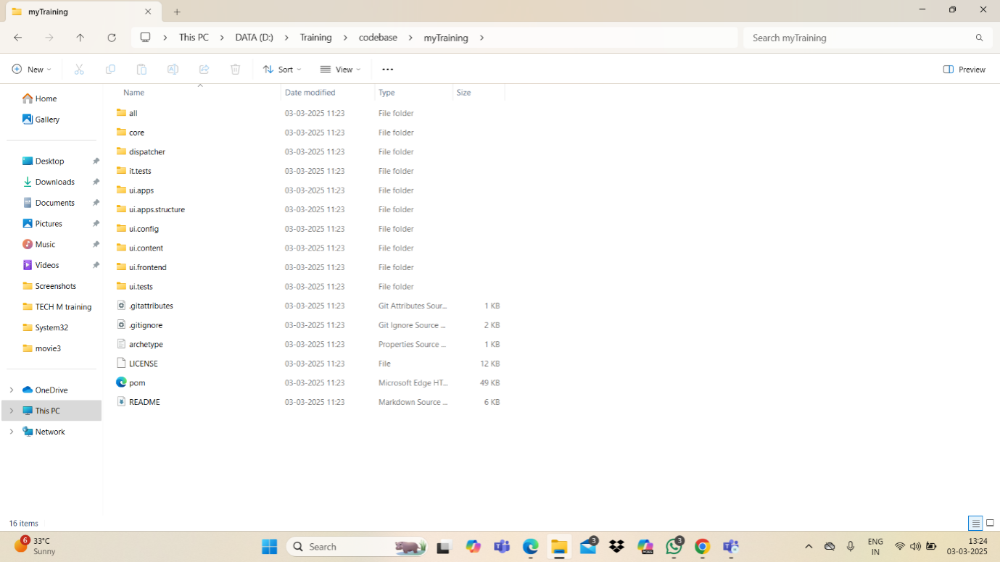 myTraining
This PC > DATA (D:) > Training > codebase > myTraining >
Search myTraining
New
Sort
View
Preview
Home
Gallery
Desktop
Downloads
Documents
Pictures
Music
Videos
Screenshots
TECH M training
System32
movie3
OneDrive
This PC
Network
Name Date modified Type Size
all 03-03-2025 11:23 File folder
core 03-03-2025 11:23 File folder
dispatcher 03-03-2025 11:23 File folder
it.tests 03-03-2025 11:23 File folder
ui.apps 03-03-2025 11:23 File folder
ui.apps.structure 03-03-2025 11:23 File folder
ui.config 03-03-2025 11:23 File folder
ui.content 03-03-2025 11:23 File folder
ui.frontend 03-03-2025 11:23 File folder
ui.tests 03-03-2025 11:23 File folder
.gitattributes 03-03-2025 11:23 Git Attributes Sour... 1 KB
.gitignore 03-03-2025 11:23 Git Ignore Source ... 2 KB
archetype 03-03-2025 11:23 Properties Source ... 1 KB
LICENSE 03-03-2025 11:23 File 12 KB
pom 03-03-2025 11:23 Microsoft Edge HT... 49 KB
README 03-03-2025 11:23 Markdown Source ... 6 KB
16 items
6
33°C
Sunny
Search
3
M365
3
ENG
IN
13:24
03-03-2025